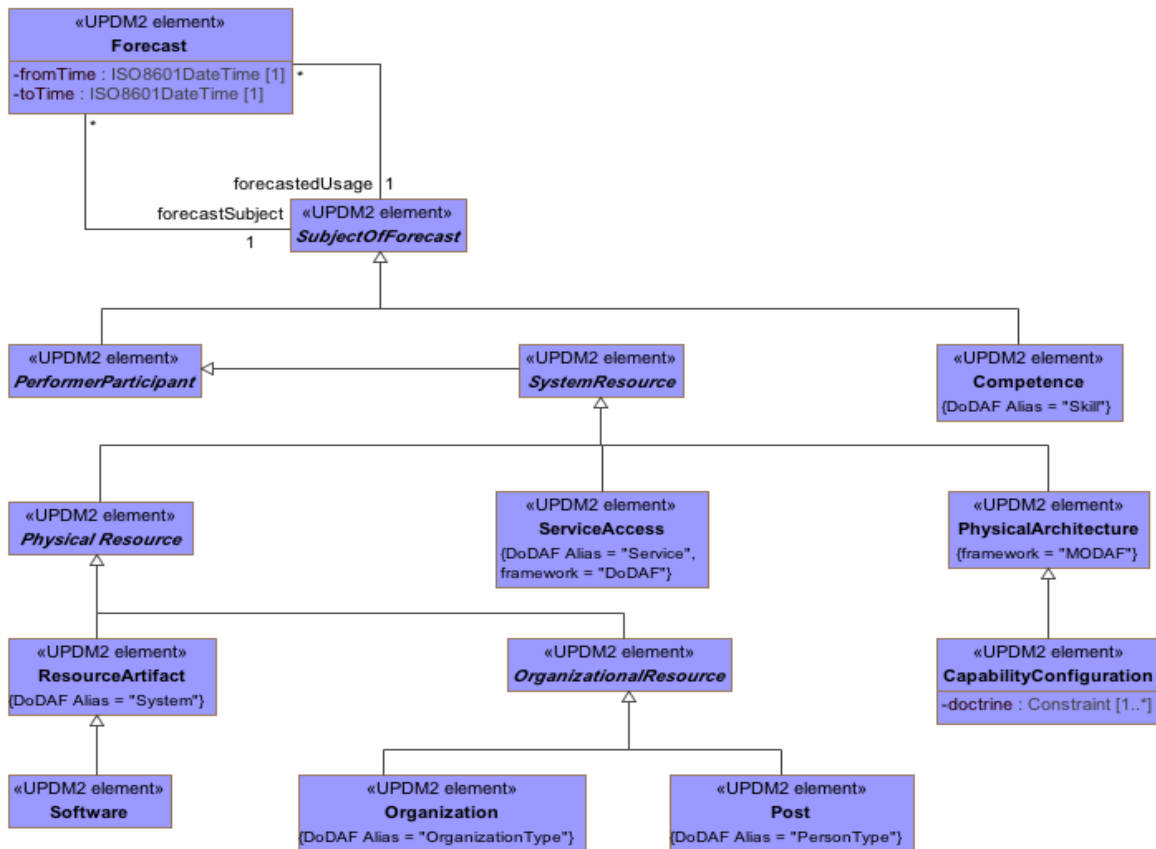 «UPDM2 element»
Forecast
-fromTime : ISO8601DateTime [1]
-toTime : ISO8601DateTime [1]
*
*
forecastedUsage 1
forecastSubject
1
«UPDM2 element»
SubjectOfForecast
«UPDM2 element»
PerformerParticipant
«UPDM2 element»
SystemResource
«UPDM2 element»
Competence
{DoDAF Alias = "Skill"}
«UPDM2 element»
Physical Resource
«UPDM2 element»
ServiceAccess
{DoDAF Alias = "Service",
framework = "DoDAF"}
«UPDM2 element»
PhysicalArchitecture
{framework = "MODAF"}
«UPDM2 element»
ResourceArtifact
{DoDAF Alias = "System"}
«UPDM2 element»
OrganizationalResource
«UPDM2 element»
CapabilityConfiguration
-doctrine : Constraint [1..*]
«UPDM2 element»
Software
«UPDM2 element»
Organization
{DoDAF Alias = "OrganizationType"}
«UPDM2 element»
Post
{DoDAF Alias = "PersonType"}